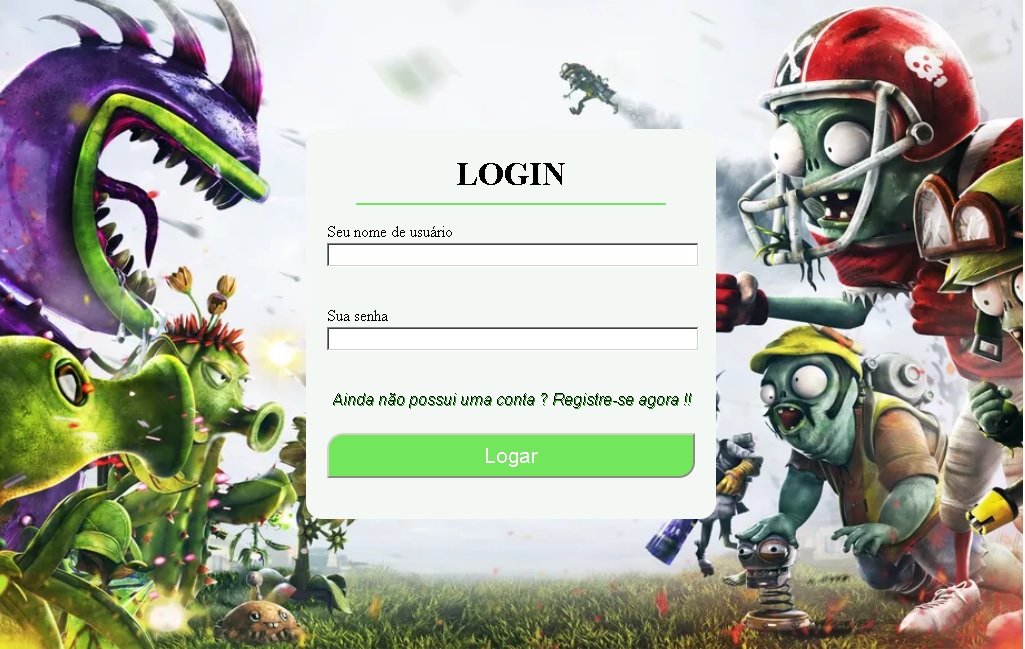 LOGIN
Seu nome de usuário
Sua senha
Ainda não possui uma conta ? Registre-se agora !!
Logar